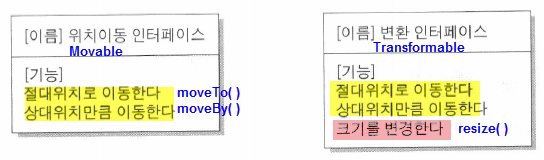 [이름] 위치이동 인터페이스
Movable
[기능]
절대위치로 이동한다 moveTo( )
상대위치만큼 이동한다 moveBy( )
[이름] 변환 인터페이스
Transformable
[기능]
절대위치로 이동한다
상대위치만큼 이동한다
크기를 변경한다 resize( )